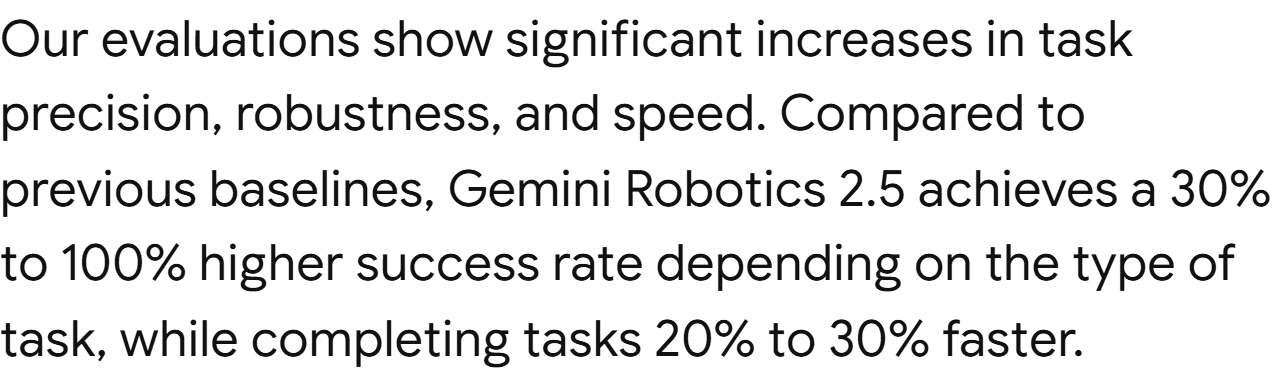 Our evaluations show significant increases in task
precision, robustness, and speed. Compared to
previous baselines, Gemini Robotics 2.5 achieves a 30%
to 100% higher success rate depending on the type of
task, while completing tasks 20% to 30% faster.